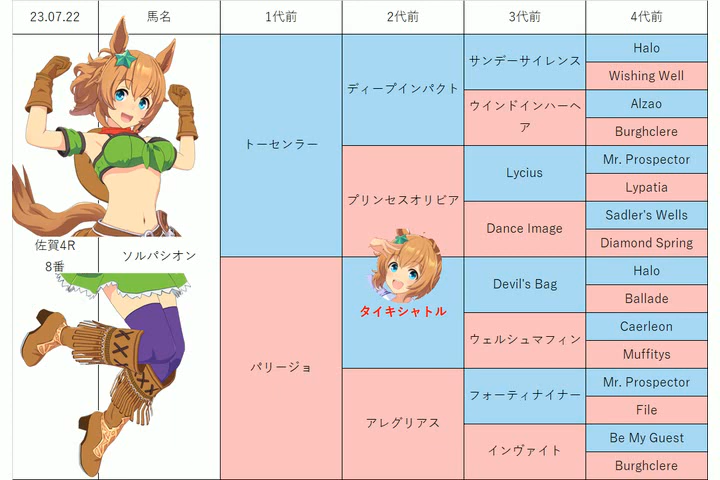 23.07.22
馬名
1代前
2代前
3代前
4代前
佐賀4R
8番
ソルパシオン
トーセンラー
パリージョ
ディープインパクト
プリンセスオリビア
タイキシャトル
アレグリアス
サンデーサイレンス
ウインドインハーヘ
ア
Lycius
Dance Image
Devil's Bag
ウェルシュマフィン
フォーティナイナー
インヴァイト
Halo
Wishing Well
Alzao
Burghclere
Mr. Prospector
Lypatia
Sadler's Wells
Diamond Spring
Halo
Ballade
Caerleon
Muffitys
Mr. Prospector
File
Be My Guest
Burghclere